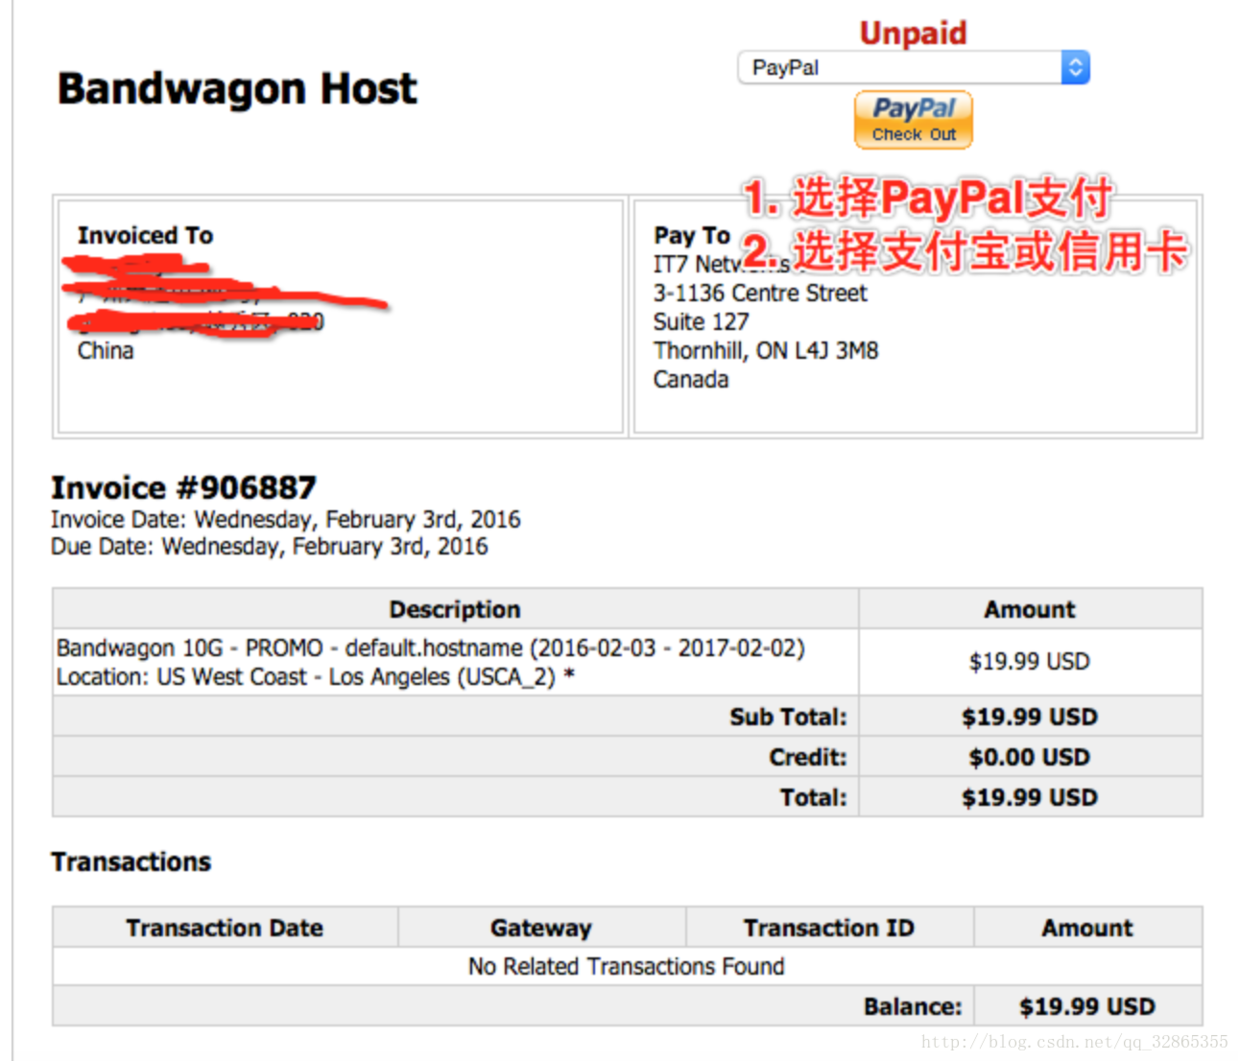 Unpaid
PayPal
Bandwagon Host
PayPal
Check Out
1. 选择PayPal支付
2. 选择支付宝或信用卡
Invoiced To
China
Pay To
IT7
3-1136 Centre Street
Suite 127
Thornhill, ON L4J 3M8
Canada
Invoice #906887
Invoice Date: Wednesday, February 3rd, 2016
Due Date: Wednesday, February 3rd, 2016
Description Amount
Bandwagon 10G - PROMO - default.hostname (2016-02-03 - 2017-02-02)
Location: US West Coast - Los Angeles (USCA_2) *
$19.99 USD
Sub Total: $19.99 USD
Credit: $0.00 USD
Total: $19.99 USD
Transactions
Transaction Date Gateway Transaction ID Amount
No Related Transactions Found
Balance: $19.99 USD
http://blog.csdn.net/qq_32865355